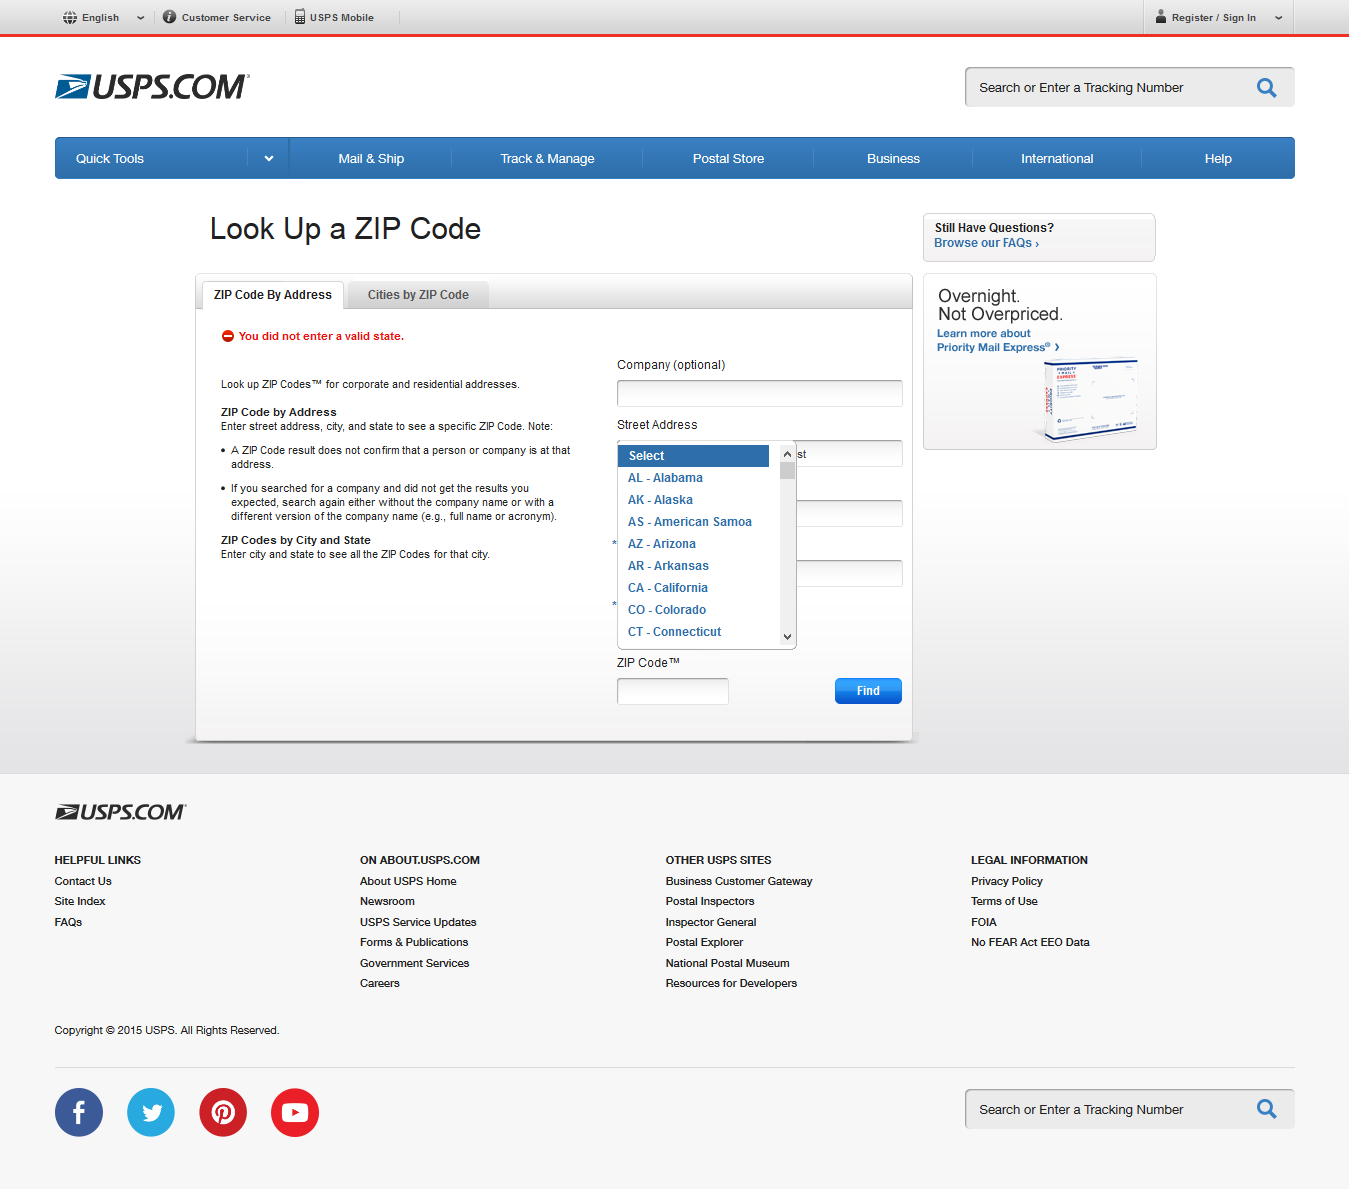 English
Customer Service
USPS Mobile
Register / Sign In
USPS.COM®
Search or Enter a Tracking Number
Quick Tools
Mail & Ship
Track & Manage
Postal Store
Business
International
Help
Look Up a ZIP Code
Still Have Questions?
Browse our FAQs ›
ZIP Code By Address
Cities by ZIP Code
Overnight.
Not Overpriced.
Learn more about
Priority Mail Express® ›
PRIORITY
MAIL
EXPRESS
You did not enter a valid state.
Look up ZIP Codes™ for corporate and residential addresses.
ZIP Code by Address
Enter street address, city, and state to see a specific ZIP Code. Note:
• A ZIP Code result does not confirm that a person or company is at that
address.
• If you searched for a company and did not get the results you
expected, search again either without the company name or with a
different version of the company name (e.g., full name or acronym).
ZIP Codes by City and State
Enter city and state to see all the ZIP Codes for that city.
Company (optional)
Street Address
st
Select
AL - Alabama
AK - Alaska
AS - American Samoa
* AZ - Arizona
AR - Arkansas
CA - California
* CO - Colorado
CT - Connecticut
ZIP Code™
Find
USPS.COM®
HELPFUL LINKS
Contact Us
Site Index
FAQs
ON ABOUT.USPS.COM
About USPS Home
Newsroom
USPS Service Updates
Forms & Publications
Government Services
Careers
OTHER USPS SITES
Business Customer Gateway
Postal Inspectors
Inspector General
Postal Explorer
National Postal Museum
Resources for Developers
LEGAL INFORMATION
Privacy Policy
Terms of Use
FOIA
No FEAR Act EEO Data
Copyright © 2015 USPS. All Rights Reserved.
Search or Enter a Tracking Number